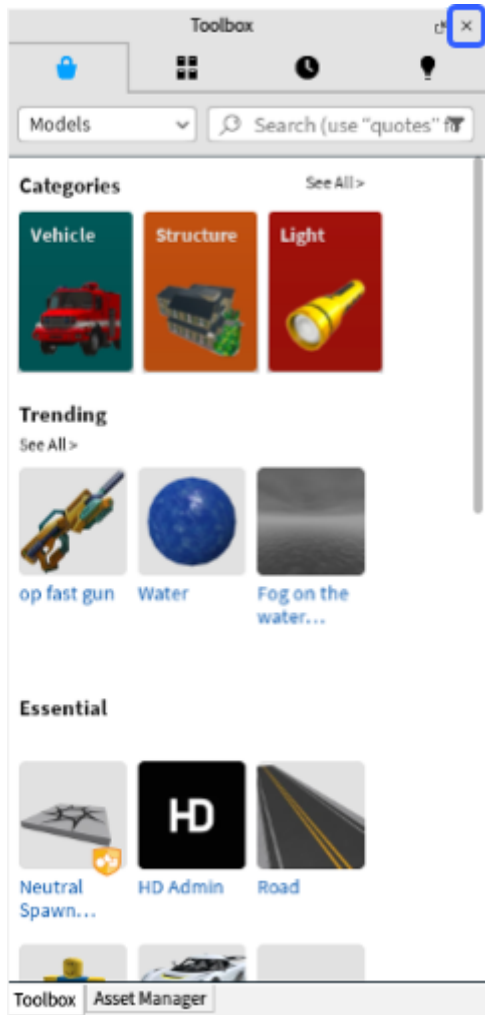 Toolbox
Models
Search (use "quotes" f
Categories
See All >
Vehicle
Structure
Light
Trending
See All >
op fast gun
Water
Fog on the
water...
Essential
HD
Neutral
Spawn...
HD Admin
Road
Toolbox
Asset Manager